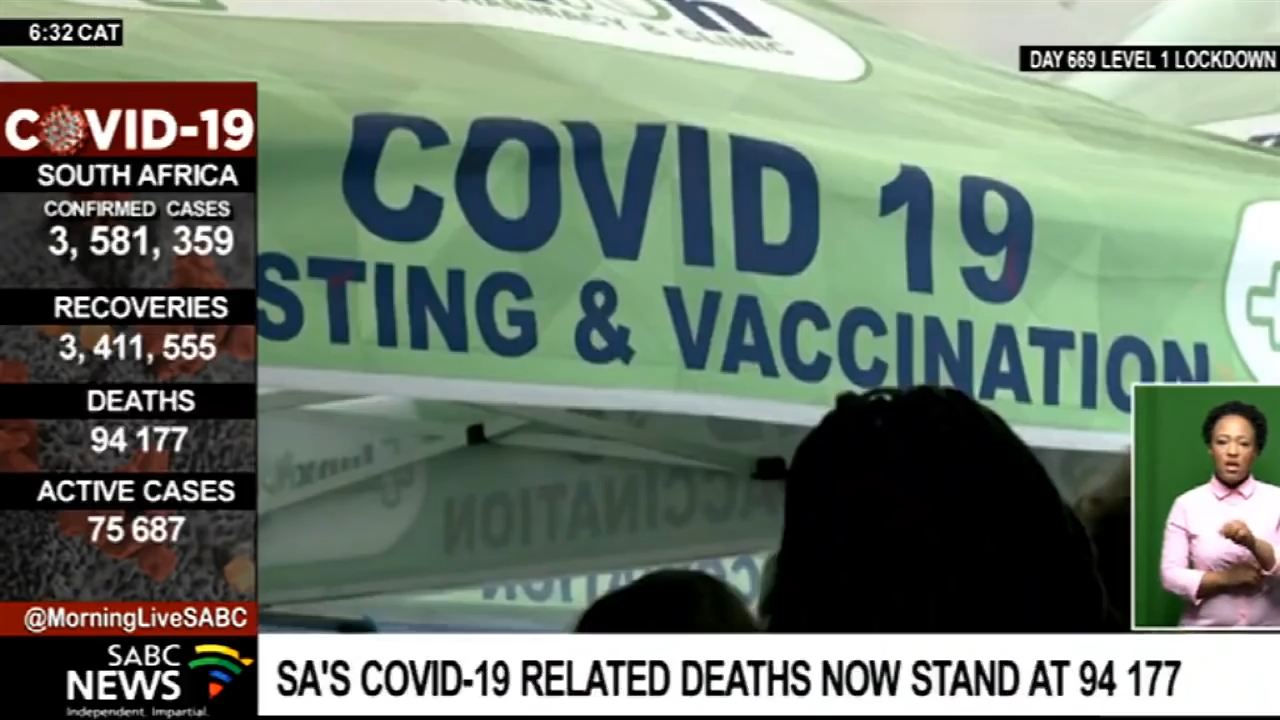 6:32 CAT
DAY 669 LEVEL 1 LOCKDOWN
COVID-19
SOUTH AFRICA
CONFIRMED CASES
3, 581, 359
RECOVERIES
3, 411, 555
DEATHS
94 177
ACTIVE CASES
75 687
@MorningLiveSABC
SABC
NEWS
Independent. Impartial.
PHARMACY & CLINIC
COVID 19
STING & VACCINATION
SA'S COVID-19 RELATED DEATHS NOW STAND AT 94 177